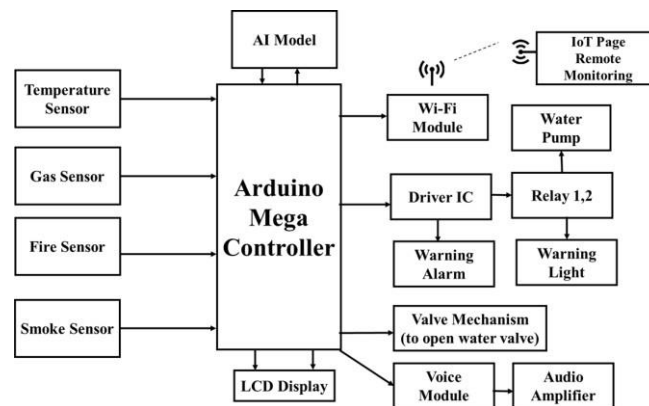 AI Model
IoT Page
Remote
Monitoring
Temperature
Sensor
Wi-Fi
Module
Water
Pump
Gas Sensor
Arduino
Mega
Controller
Driver IC
Relay 1,2
Fire Sensor
Warning
Alarm
Warning
Light
Smoke Sensor
Valve Mechanism
(to open water valve)
LCD Display
Voice
Module
Audio
Amplifier